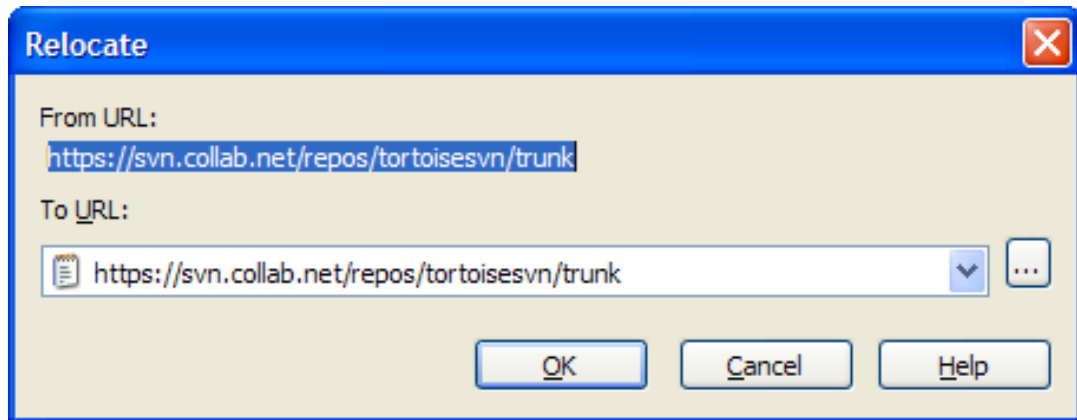 Relocate
From URL:
https://svn.collab.net/repos/tortoisesvn/trunk
To URL:
https://svn.collab.net/repos/tortoisesvn/trunk ...
OK Cancel Help